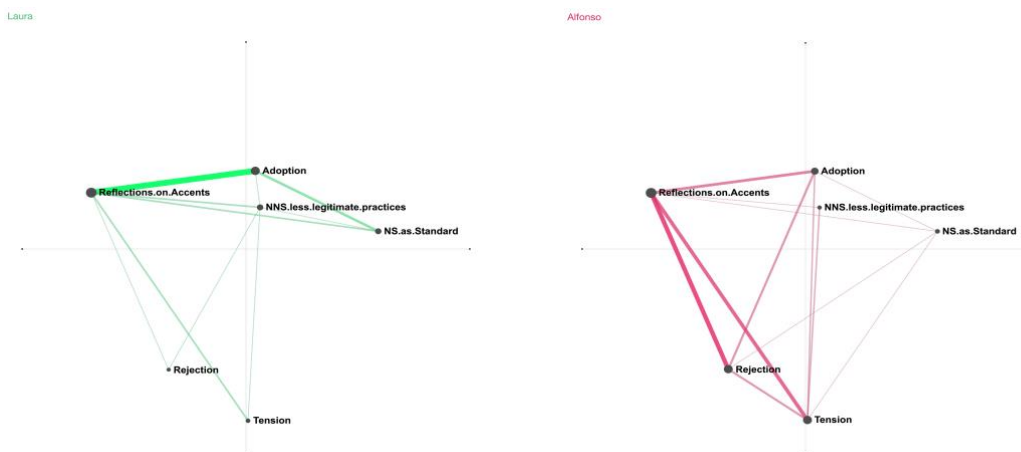 Laura
Adoption
Reflections.on.Accents
NNS.less.legitimate.practices
NS.as.Standard
Rejection
Tension
Alfonso
Adoption
Reflections.on.Accents
NNS.less.legitimate.practices
NS.as.Standard
Rejection
Tension